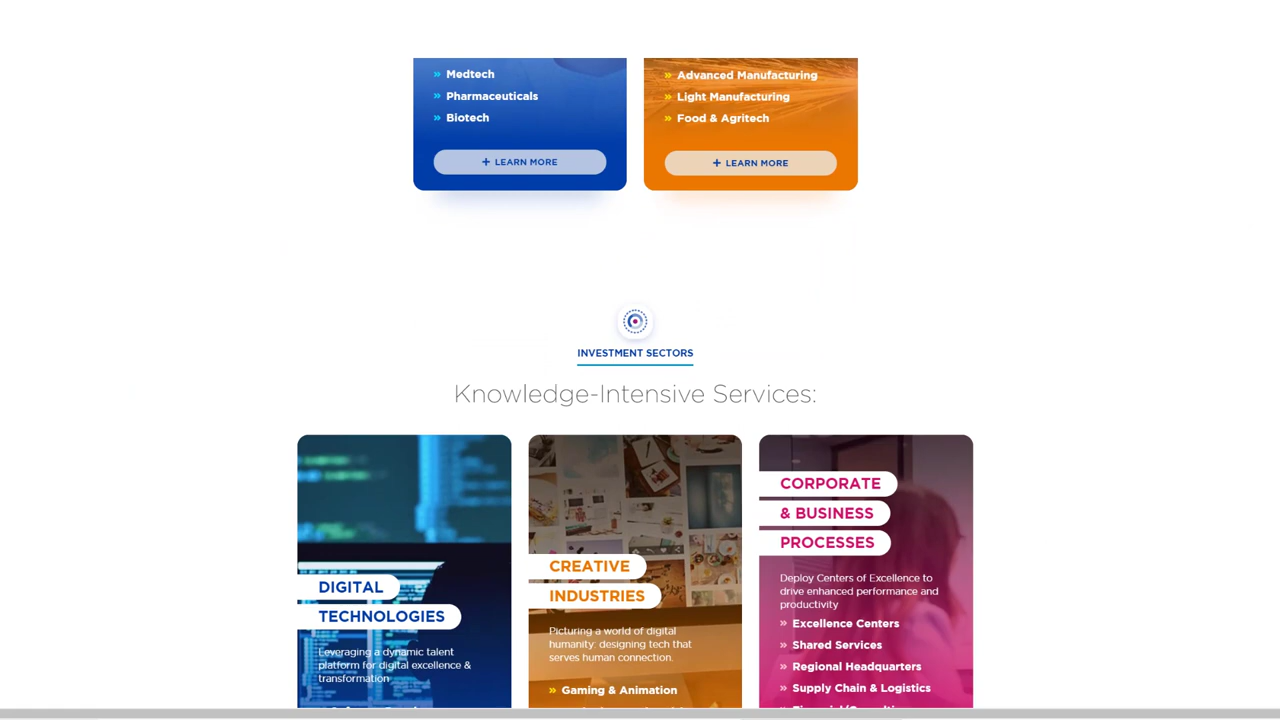 » Medtech
» Pharmaceuticals
» Biotech
+ LEARN MORE
» Advanced Manufacturing
» Light Manufacturing
» Food & Agritech
+ LEARN MORE
INVESTMENT SECTORS
Knowledge-Intensive Services:
DIGITAL
TECHNOLOGIES
Leveraging a dynamic talent
platform for digital excellence &
transformation
CREATIVE
INDUSTRIES
Picturing a world of digital
humanity: designing tech that
serves human connection.
» Gaming & Animation
CORPORATE
& BUSINESS
PROCESSES
Deploy Centers of Excellence to
drive enhanced performance and
productivity
» Excellence Centers
» Shared Services
» Regional Headquarters
» Supply Chain & Logistics